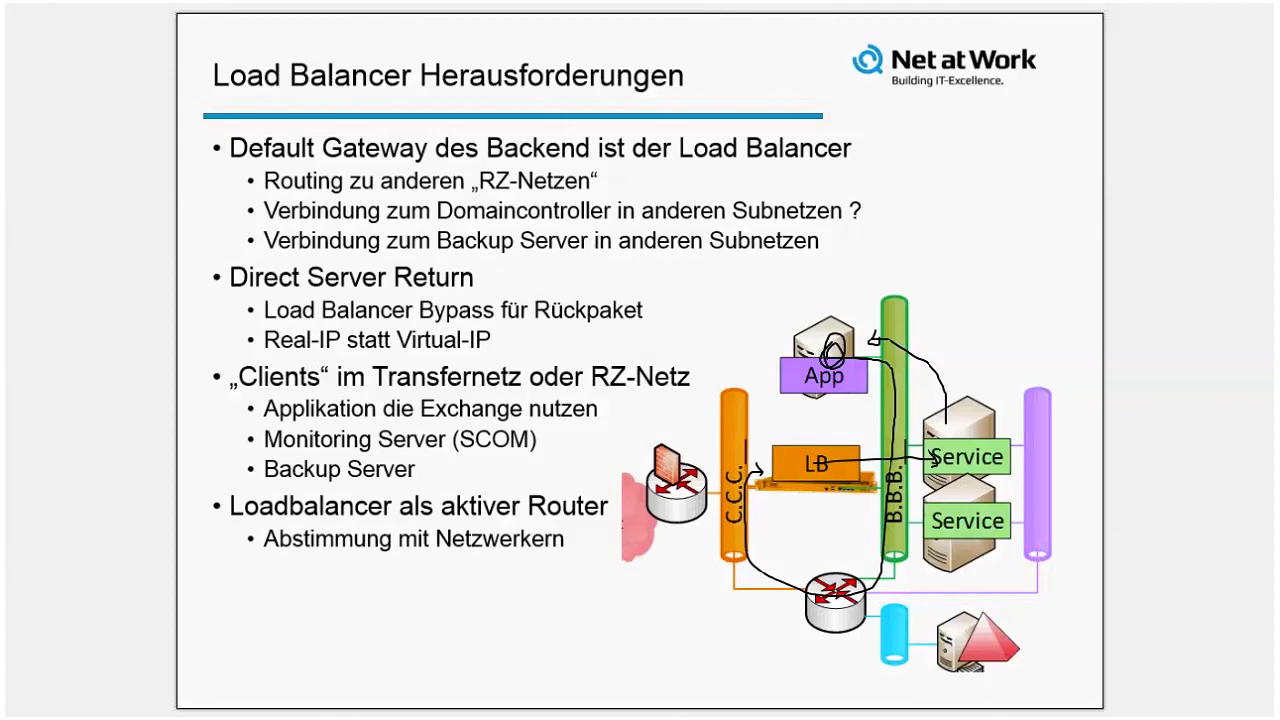 Load Balancer Herausforderungen
Net at Work
Building IT-Excellence.
• Default Gateway des Backend ist der Load Balancer
• Routing zu anderen „RZ-Netzen“
• Verbindung zum Domaincontroller in anderen Subnetzen ?
• Verbindung zum Backup Server in anderen Subnetzen
• Direct Server Return
• Load Balancer Bypass für Rückpaket
• Real-IP statt Virtual-IP
• „Clients“ im Transfernetz oder RZ-Netz
• Applikation die Exchange nutzen
• Monitoring Server (SCOM)
• Backup Server
• Loadbalancer als aktiver Router
• Abstimmung mit Netzwerkern
App
LB
C.C.C._
B.B.B._
Service
Service